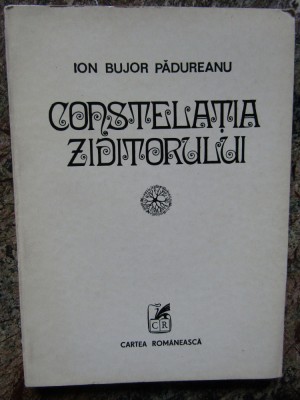 ION BUJOR PĂDUREANU
CONSTELAȚIA
ZIDITORULUI
CR
CARTEA ROMÂNEASCĂ